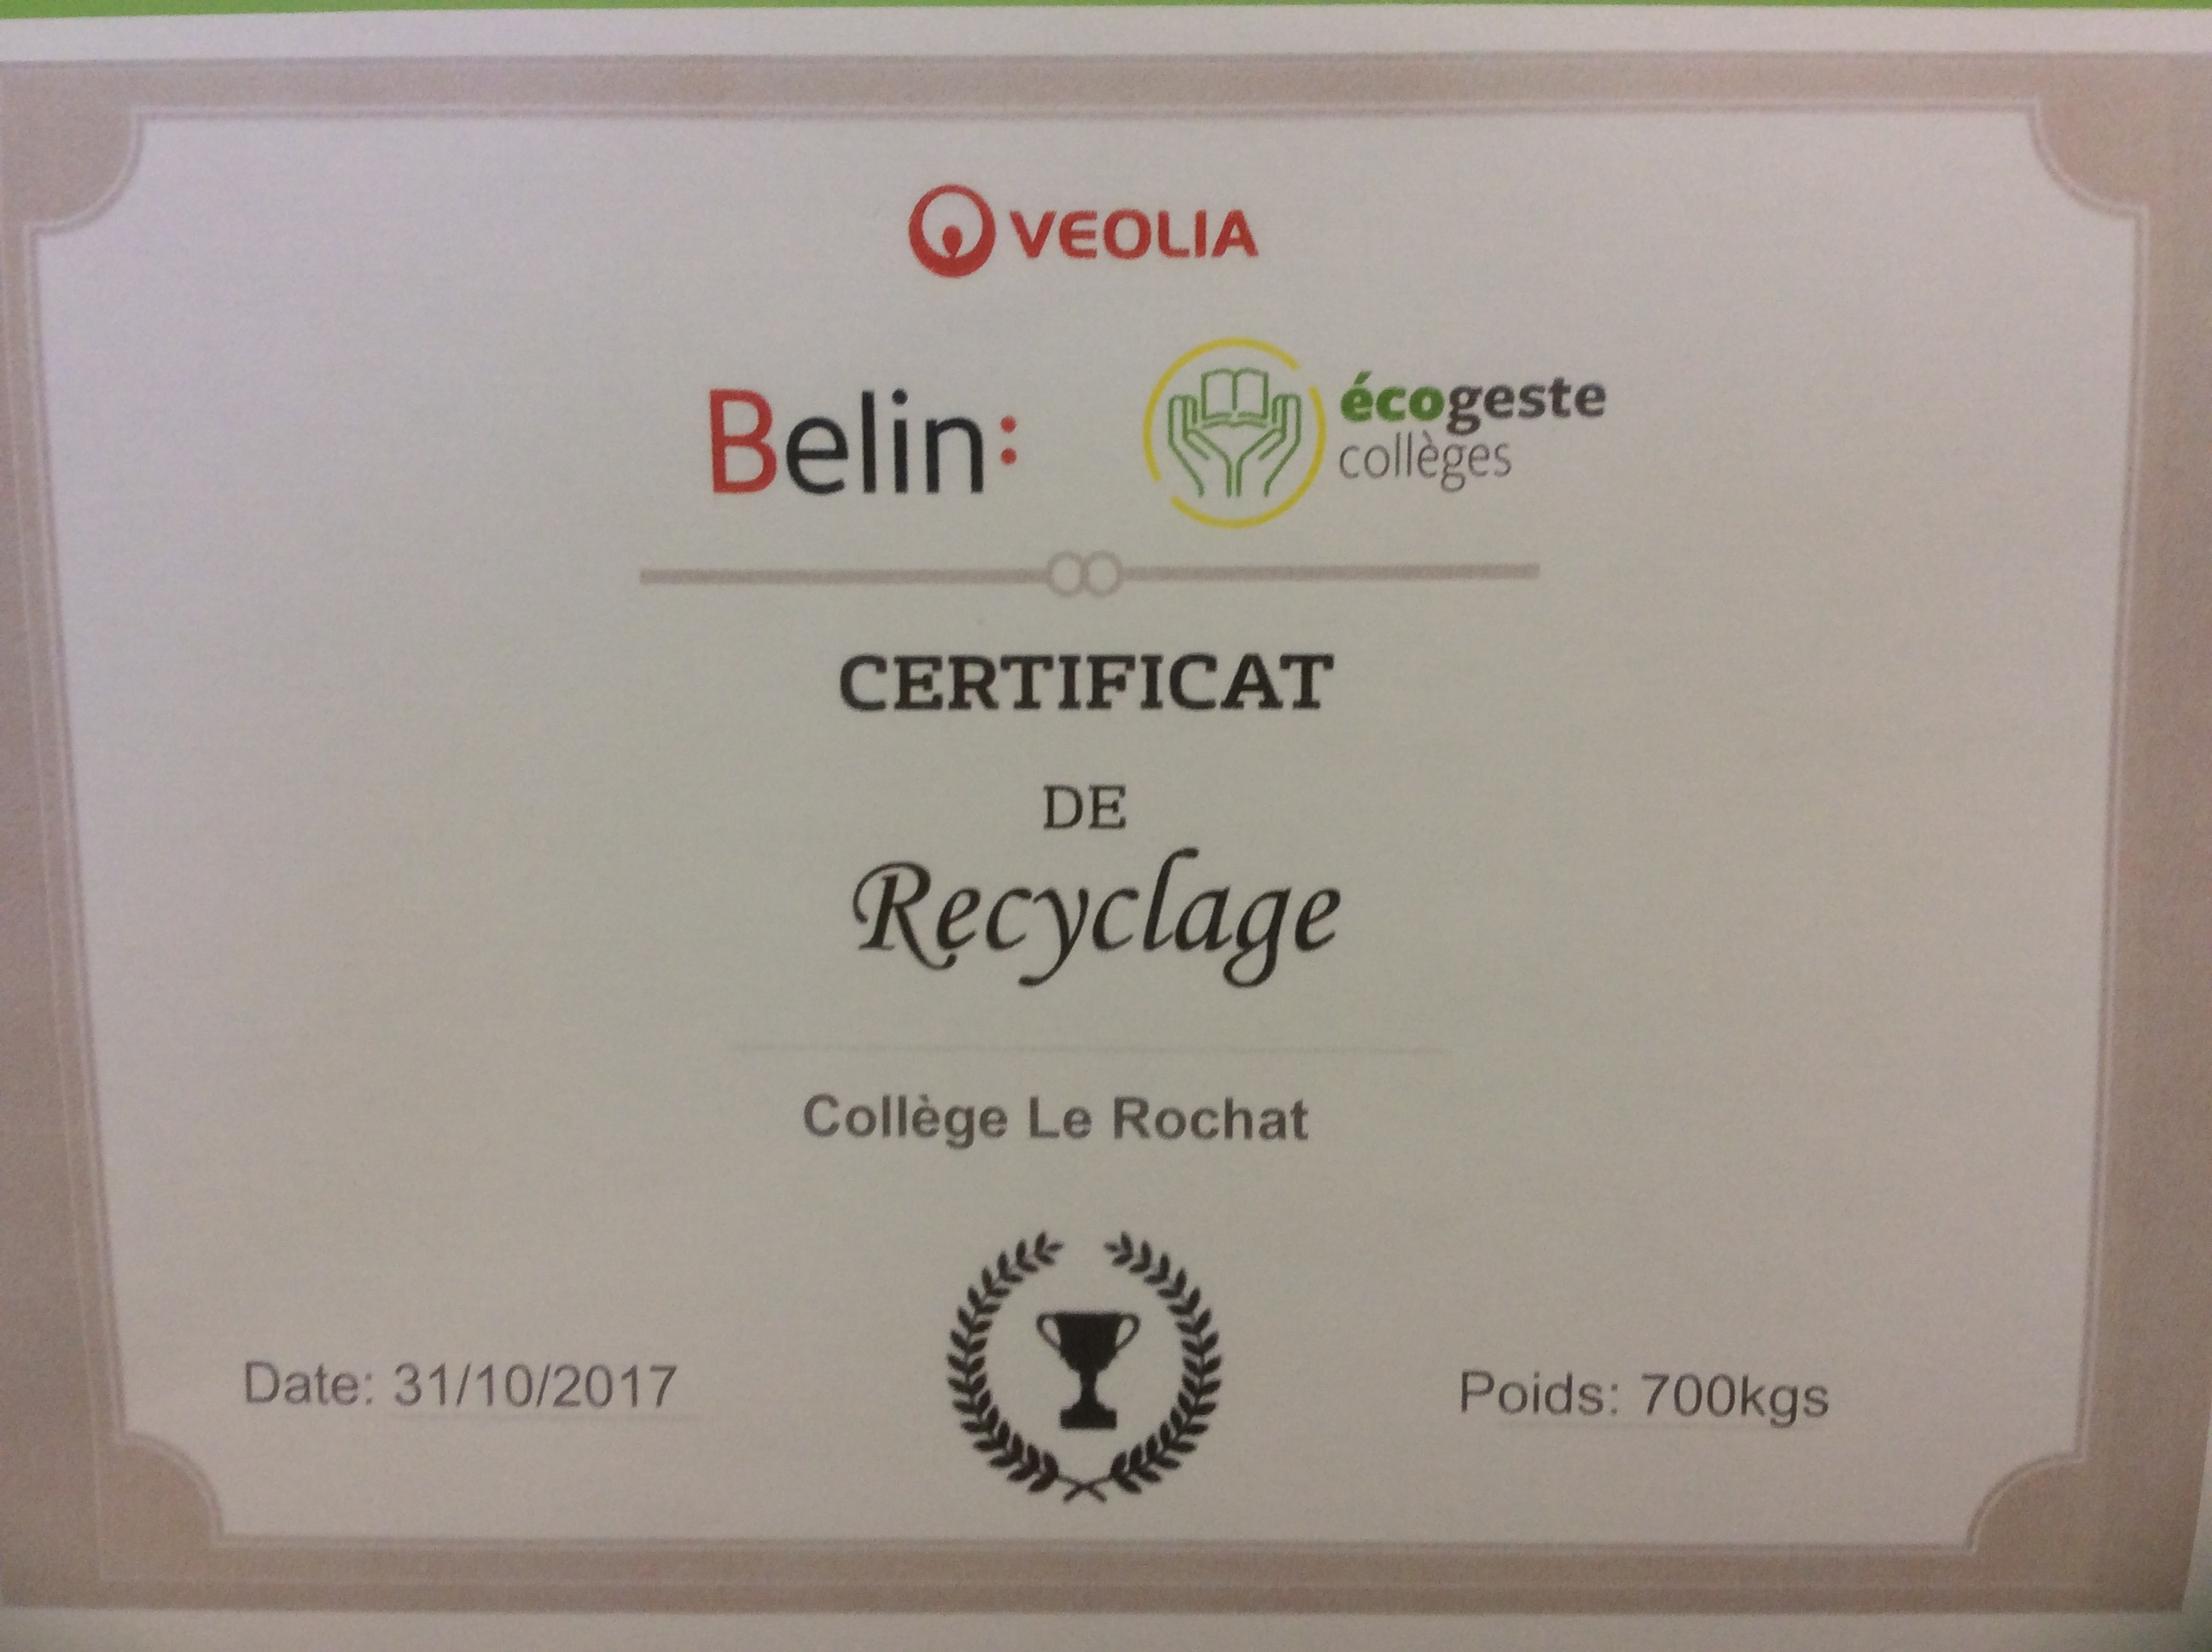 VEOLIA
Belin:
écogeste
collèges
CERTIFICAT
DE
Recyclage
Collège Le Rochat
Date: 31/10/2017
Poids: 700kgs